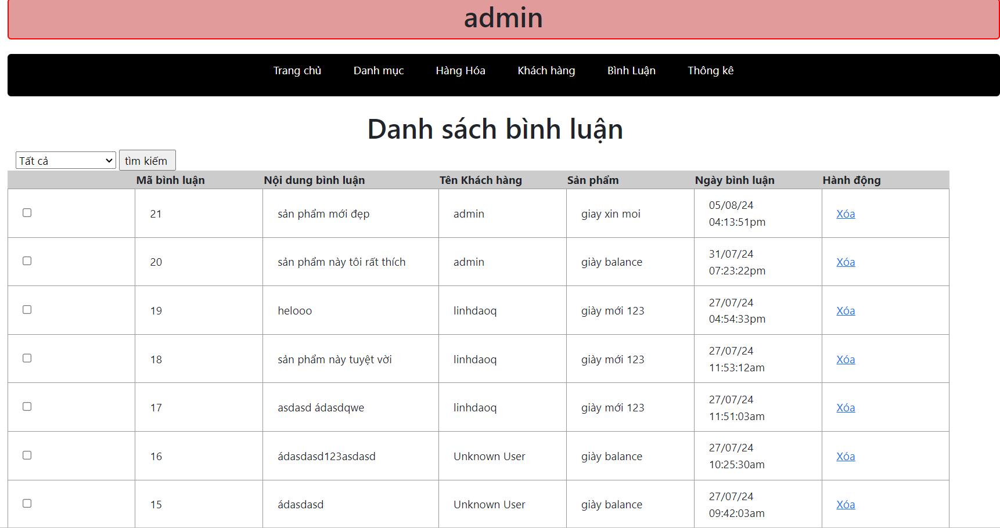 admin
Trang chủ Danh mục Hàng Hóa Khách hàng Bình Luận Thông kê
Danh sách bình luận
Tất cả tìm kiếm
Mã bình luận Nội dung bình luận Tên Khách hàng Sản phẩm Ngày bình luận Hành động
21 sản phẩm mới đẹp admin giay xin moi 05/08/24 04:13:51pm Xóa
20 sản phẩm này tôi rất thích admin giày balance 31/07/24 07:23:22pm Xóa
19 helooo linhdaoq giày mới 123 27/07/24 04:54:33pm Xóa
18 sản phẩm này tuyệt vời linhdaoq giày mới 123 27/07/24 11:53:12am Xóa
17 asdasd ádasdqwe linhdaoq giày mới 123 27/07/24 11:51:03am Xóa
16 ádasdasd123asdasd Unknown User giày balance 27/07/24 10:25:30am Xóa
15 ádasdasd Unknown User giày balance 27/07/24 09:42:03am Xóa